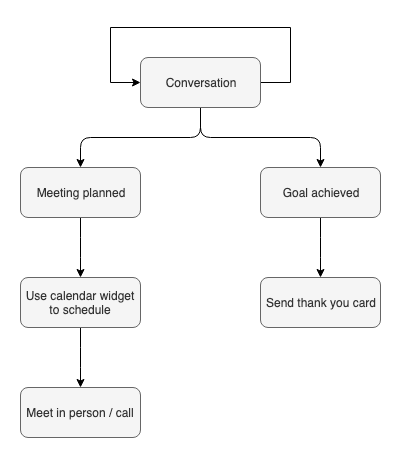 Conversation
Meeting planned
Goal achieved
Use calendar widget
to schedule
Send thank you card
Meet in person / call